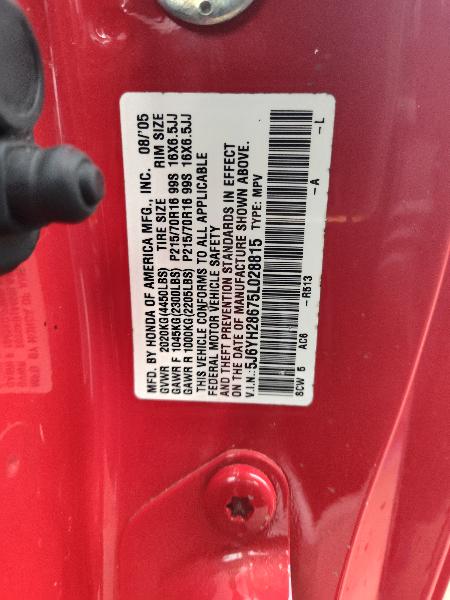 MFD. BY HONDA OF AMERICA MFG., INC. 08/'05
GVWR 2020KG(4450LBS) TIRE SIZE RIM SIZE
GAWR F 1045KG(2300LBS) P215/70R16 99S 16X6.5JJ
GAWR R 1000KG(2205LBS) P215/70R16 99S 16X6.5JJ
THIS VEHICLE CONFORMS TO ALL APPLICABLE
FEDERAL MOTOR VEHICLE SAFETY
AND THEFT PREVENTION STANDARDS IN EFFECT
ON THE DATE OF MANUFACTURE SHOWN ABOVE.
V.I.N.: 5J6YH28675L028815 TYPE: MPV
SCW 5 AC6 -R513 -A -L